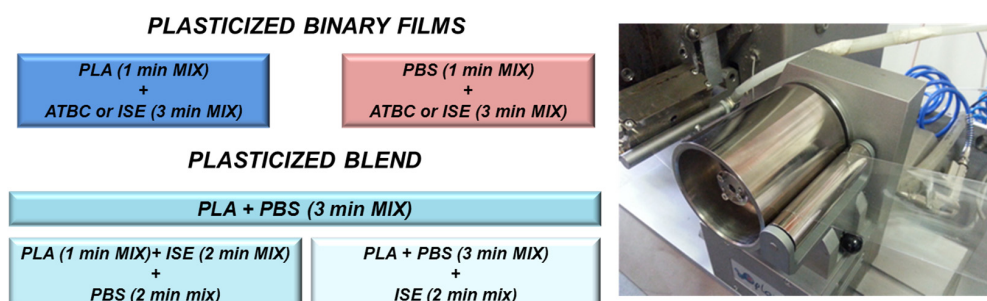 PLASTICIZED BINARY FILMS
PLA (1 min MIX)
+
ATBC or ISE (3 min MIX)
PBS (1 min MIX)
+
ATBC or ISE (3 min MIX)
PLASTICIZED BLEND
PLA + PBS (3 min MIX)
PLA (1 min MIX)+ ISE (2 min MIX)
+
PBS (2 min mix)
PLA + PBS (3 min MIX)
+
ISE (2 min mix)